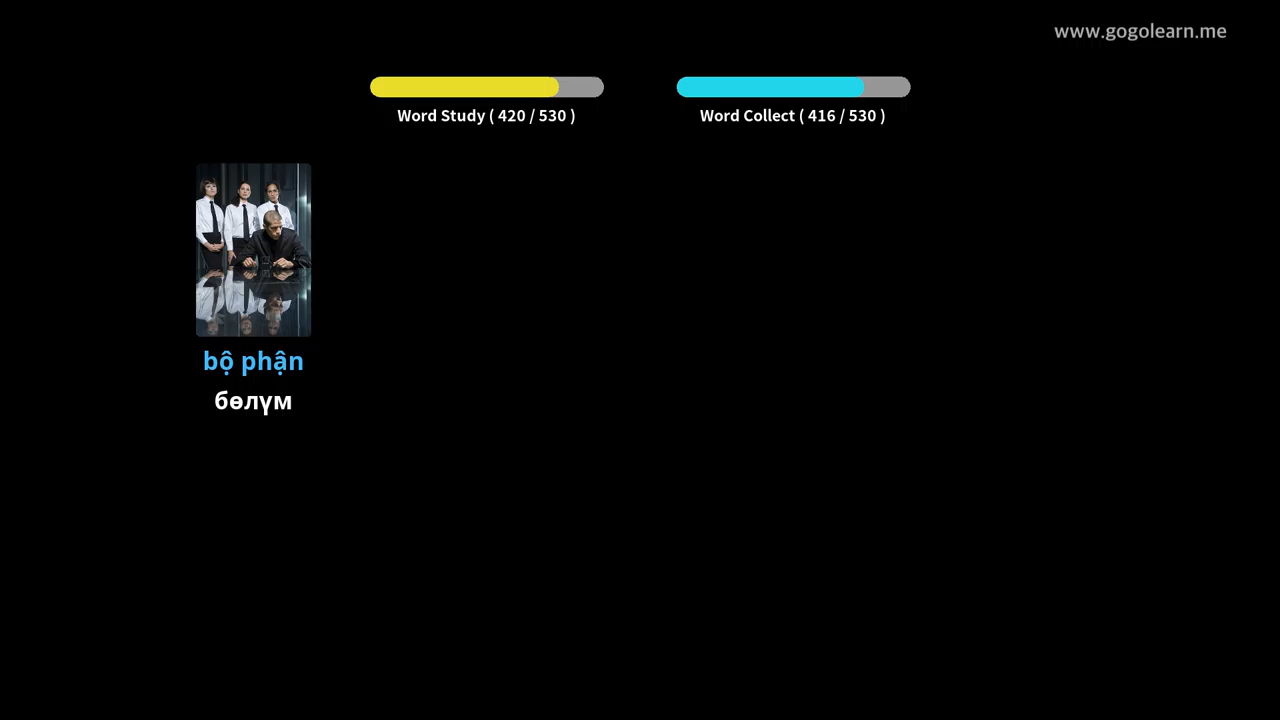 www.gogolearn.me
Word Study ( 420 / 530 )
Word Collect ( 416 / 530 )
bộ phận
бөлүм